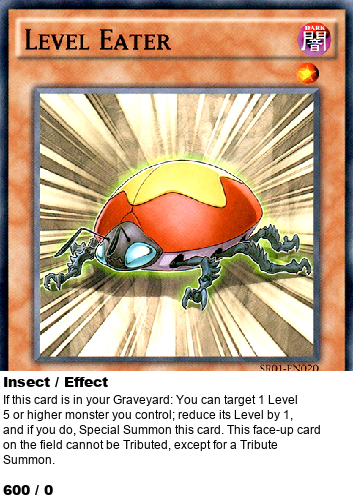 LEVEL EATER
DARK
闇
SR01-EN020
Insect / Effect
If this card is in your Graveyard: You can target 1 Level
5 or higher monster you control; reduce its Level by 1,
and if you do, Special Summon this card. This face-up card
on the field cannot be Tributed, except for a Tribute
Summon.
600 / 0